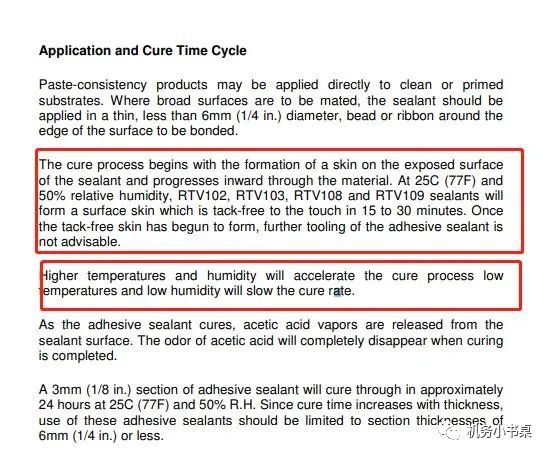 Application and Cure Time Cycle
Paste-consistency products may be applied directly to clean or primed
substrates. Where broad surfaces are to be mated, the sealant should be
applied in a thin, less than 6mm (1/4 in.) diameter, bead or ribbon around the
edge of the surface to be bonded.
The cure process begins with the formation of a skin on the exposed surface
of the sealant and progresses inward through the material. At 25C (77F) and
50% relative humidity, RTV102, RTV103, RTV108 and RTV109 sealants will
form a surface skin which is tack-free to the touch in 15 to 30 minutes. Once
the tack-free skin has begun to form, further tooling of the adhesive sealant is
not advisable.
Higher temperatures and humidity will accelerate the cure process low
temperatures and low humidity will slow the cure rate.
As the adhesive sealant cures, acetic acid vapors are released from the
sealant surface. The odor of acetic acid will completely disappear when curing
is completed.
A 3mm (1/8 in.) section of adhesive sealant will cure through in approximately
24 hours at 25C (77F) and 50% R.H. Since cure time increases with thickness,
use of these adhesive sealants should be limited to section thicknesses of
6mm (1/4 in.) or less.
机务小书桌